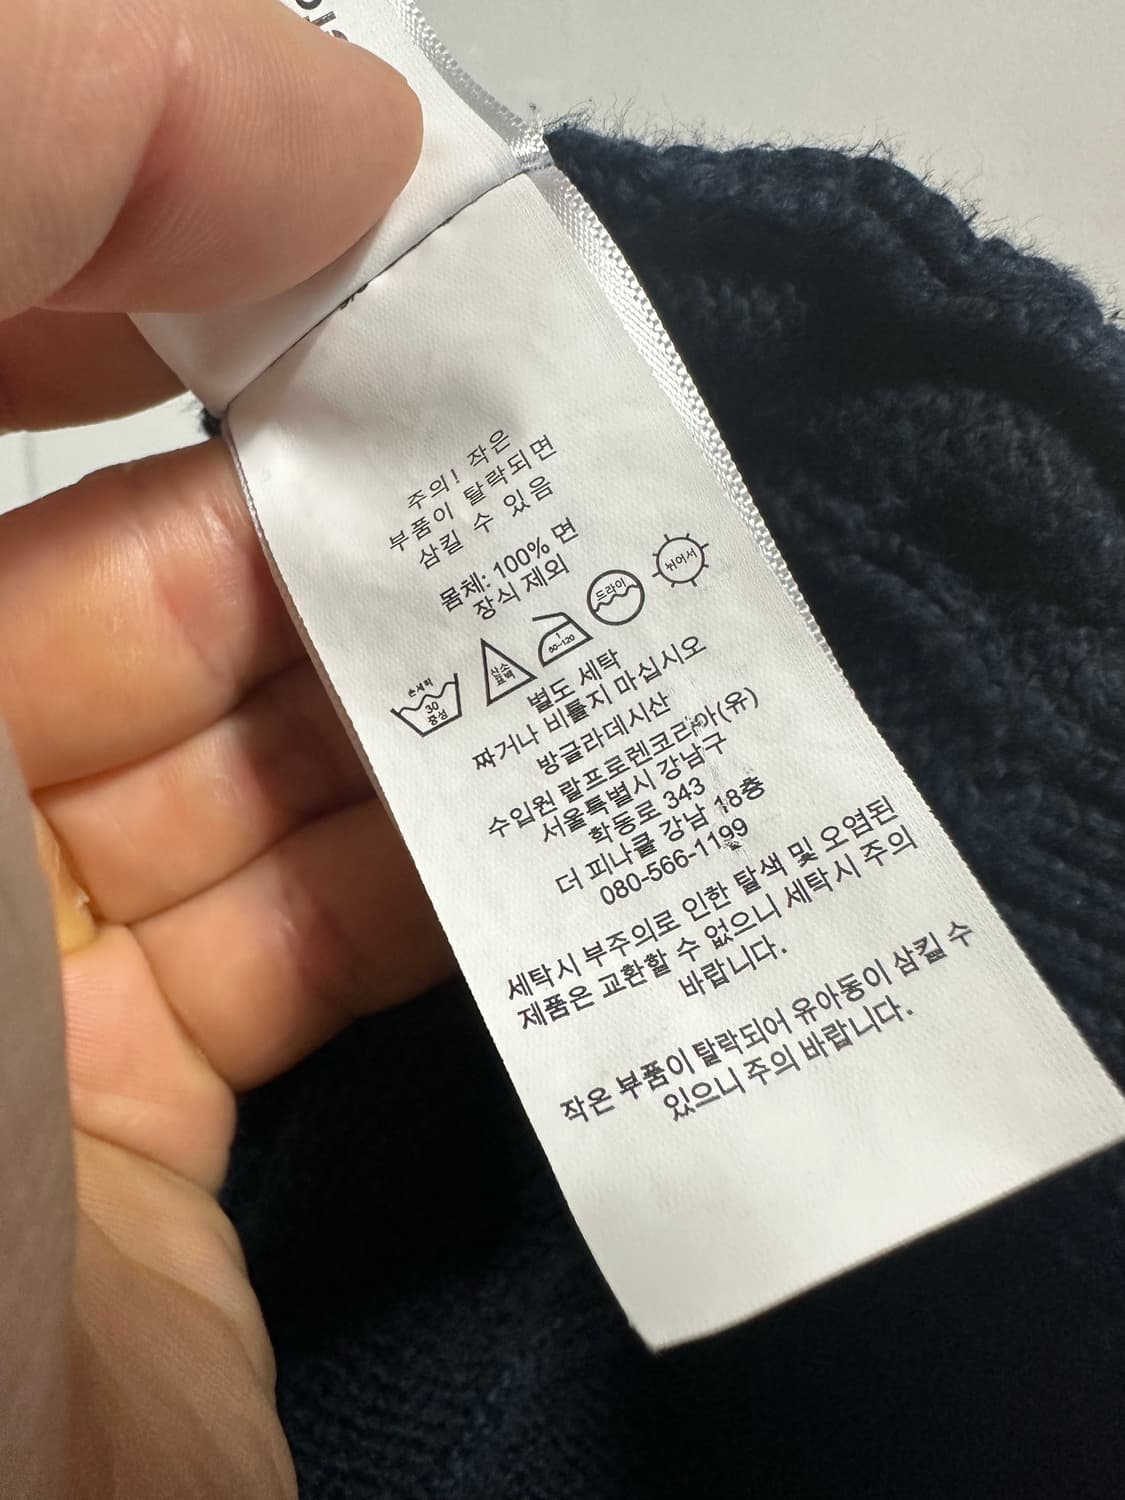 주의! 작은
부품이 탈락되면
삼킬 수 있음
몸체: 100% 면
장식 제외
손세탁
30
중성
산소
표백
1
80~120
드라이
뉘어서
별도 세탁
짜거나 비틀지 마십시오
방글라데시산
수입원 랄프로렌코리아(유)
서울특별시 강남구
학동로 343
더 피나클 강남 18층
080-566-1199
세탁시 부주의로 인한 탈색 및 오염된
제품은 교환할 수 없으니 세탁시 주의
바랍니다.
작은 부품이 탈락되어 유아동이 삼킬 수
있으니 주의 바랍니다.